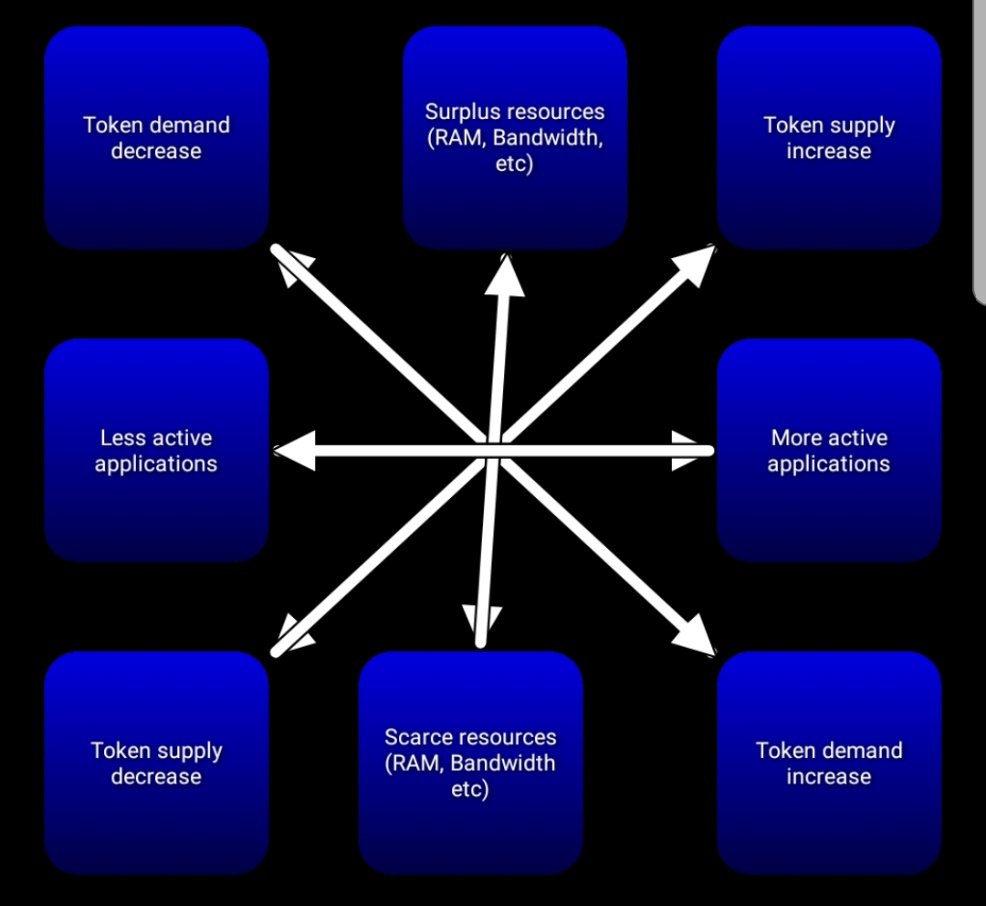 Token demand
decrease
Surplus resources
(RAM, Bandwidth,
etc)
Token supply
increase
Less active
applications
More active
applications
Token supply
decrease
Scarce resources
(RAM, Bandwidth
etc)
Token demand
increase